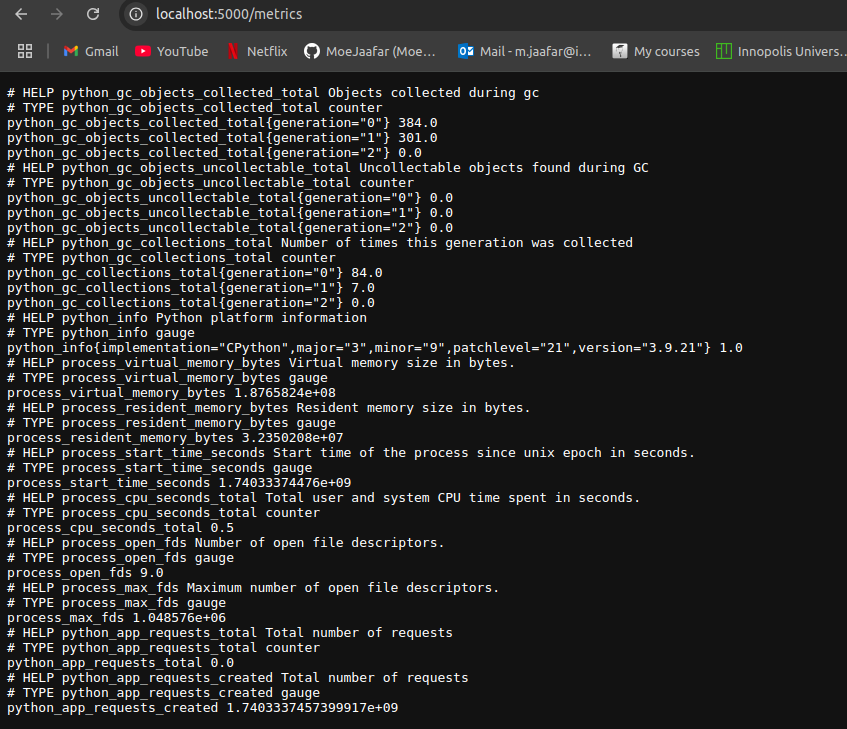 localhost:5000/metrics
Gmail YouTube Netflix MoeJaafar (Moe... Mail - m.jaafar@i... My courses Innopolis Univers...
# HELP python_gc_objects_collected_total Objects collected during gc
# TYPE python_gc_objects_collected_total counter
python_gc_objects_collected_total{generation="0"} 384.0
python_gc_objects_collected_total{generation="1"} 301.0
python_gc_objects_collected_total{generation="2"} 0.0
# HELP python_gc_objects_uncollectable_total Uncollectable objects found during GC
# TYPE python_gc_objects_uncollectable_total counter
python_gc_objects_uncollectable_total{generation="0"} 0.0
python_gc_objects_uncollectable_total{generation="1"} 0.0
python_gc_objects_uncollectable_total{generation="2"} 0.0
# HELP python_gc_collections_total Number of times this generation was collected
# TYPE python_gc_collections_total counter
python_gc_collections_total{generation="0"} 84.0
python_gc_collections_total{generation="1"} 7.0
python_gc_collections_total{generation="2"} 0.0
# HELP python_info Python platform information
# TYPE python_info gauge
python_info{implementation="CPython",major="3",minor="9",patchlevel="21",version="3.9.21"} 1.0
# HELP process_virtual_memory_bytes Virtual memory size in bytes.
# TYPE process_virtual_memory_bytes gauge
process_virtual_memory_bytes 1.8765824e+08
# HELP process_resident_memory_bytes Resident memory size in bytes.
# TYPE process_resident_memory_bytes gauge
process_resident_memory_bytes 3.2350208e+07
# HELP process_start_time_seconds Start time of the process since unix epoch in seconds.
# TYPE process_start_time_seconds gauge
process_start_time_seconds 1.74033374476e+09
# HELP process_cpu_seconds_total Total user and system CPU time spent in seconds.
# TYPE process_cpu_seconds_total counter
process_cpu_seconds_total 0.5
# HELP process_open_fds Number of open file descriptors.
# TYPE process_open_fds gauge
process_open_fds 9.0
# HELP process_max_fds Maximum number of open file descriptors.
# TYPE process_max_fds gauge
process_max_fds 1.048576e+06
# HELP python_app_requests_total Total number of requests
# TYPE python_app_requests_total counter
python_app_requests_total 0.0
# HELP python_app_requests_created Total number of requests
# TYPE python_app_requests_created gauge
python_app_requests_created 1.7403337457399917e+09